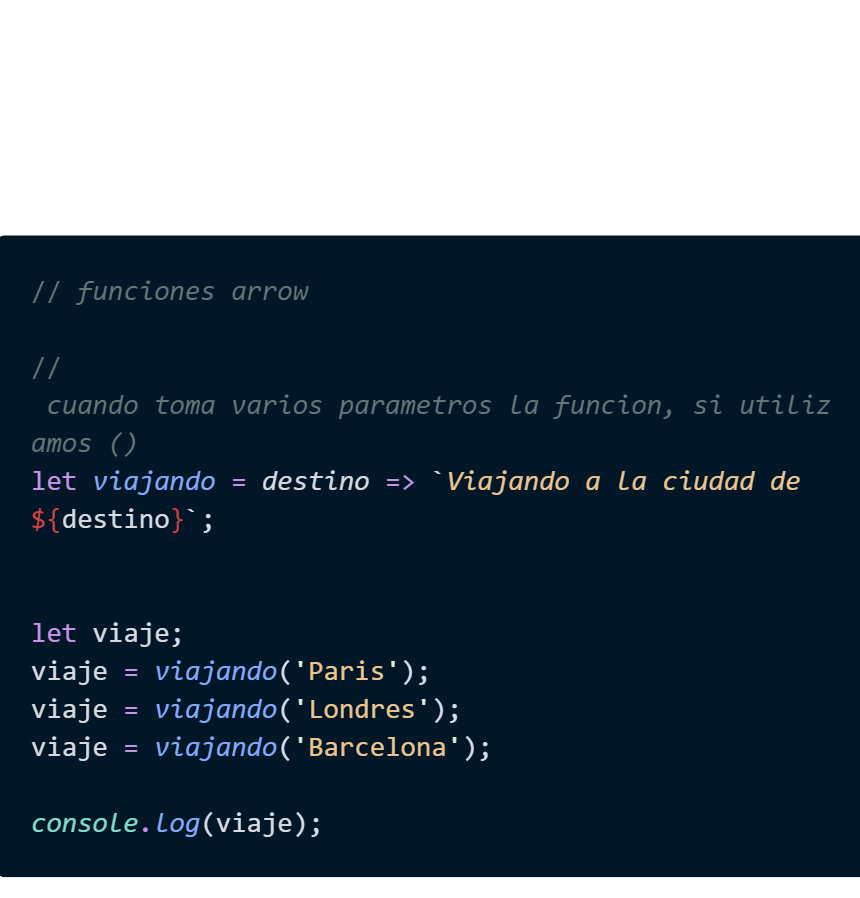 // funciones arrow
//
cuando toma varios parametros la funcion, si utiliz
amos ()
let viajando = destino => `Viajando a la ciudad de
${destino}`;
let viaje;
viaje = viajando('Paris');
viaje = viajando('Londres');
viaje = viajando('Barcelona');
console.log(viaje);